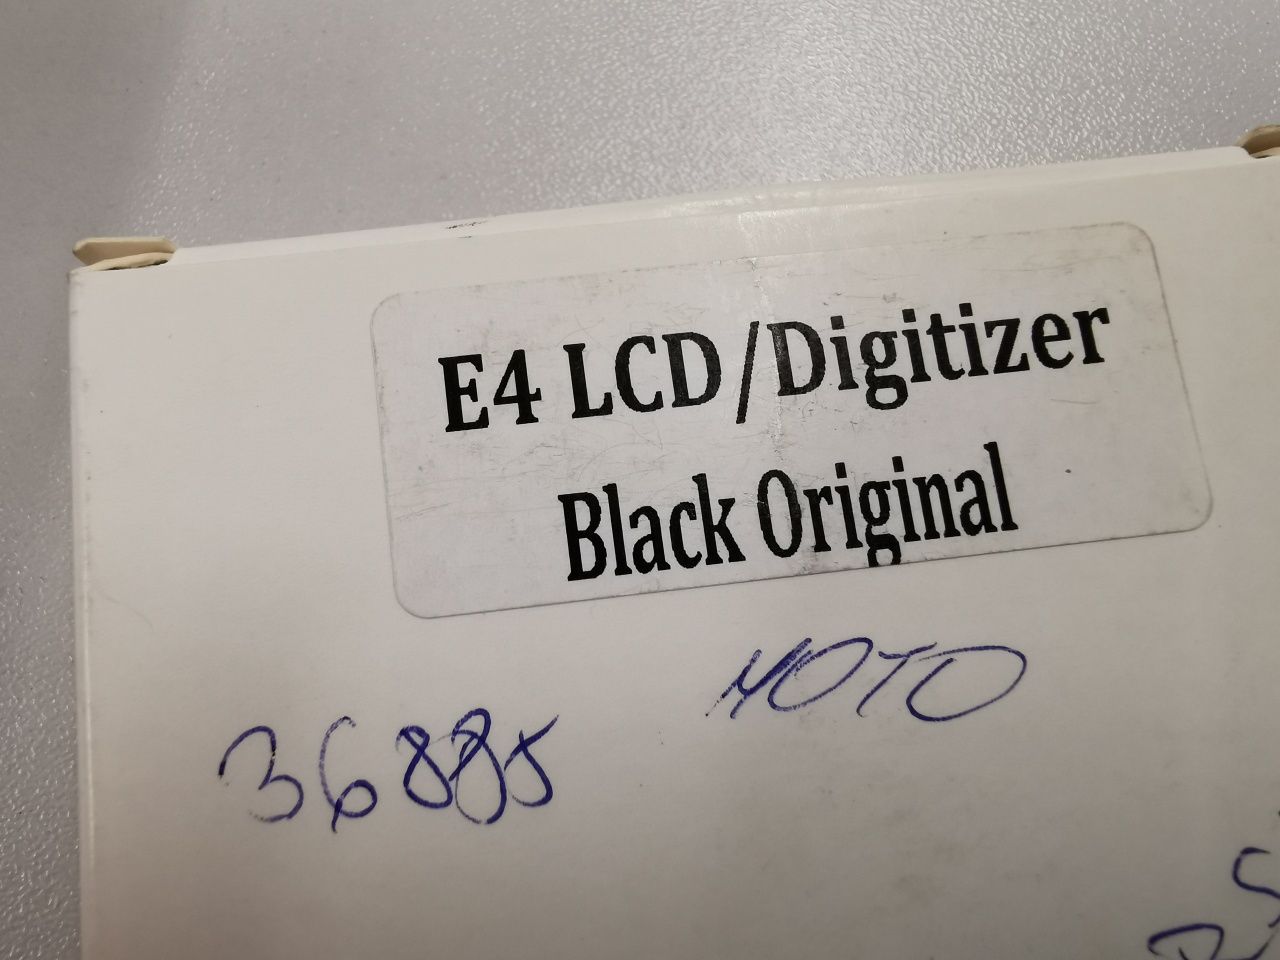 E4 LCD/Digitizer
Black Original
MOTO
36885